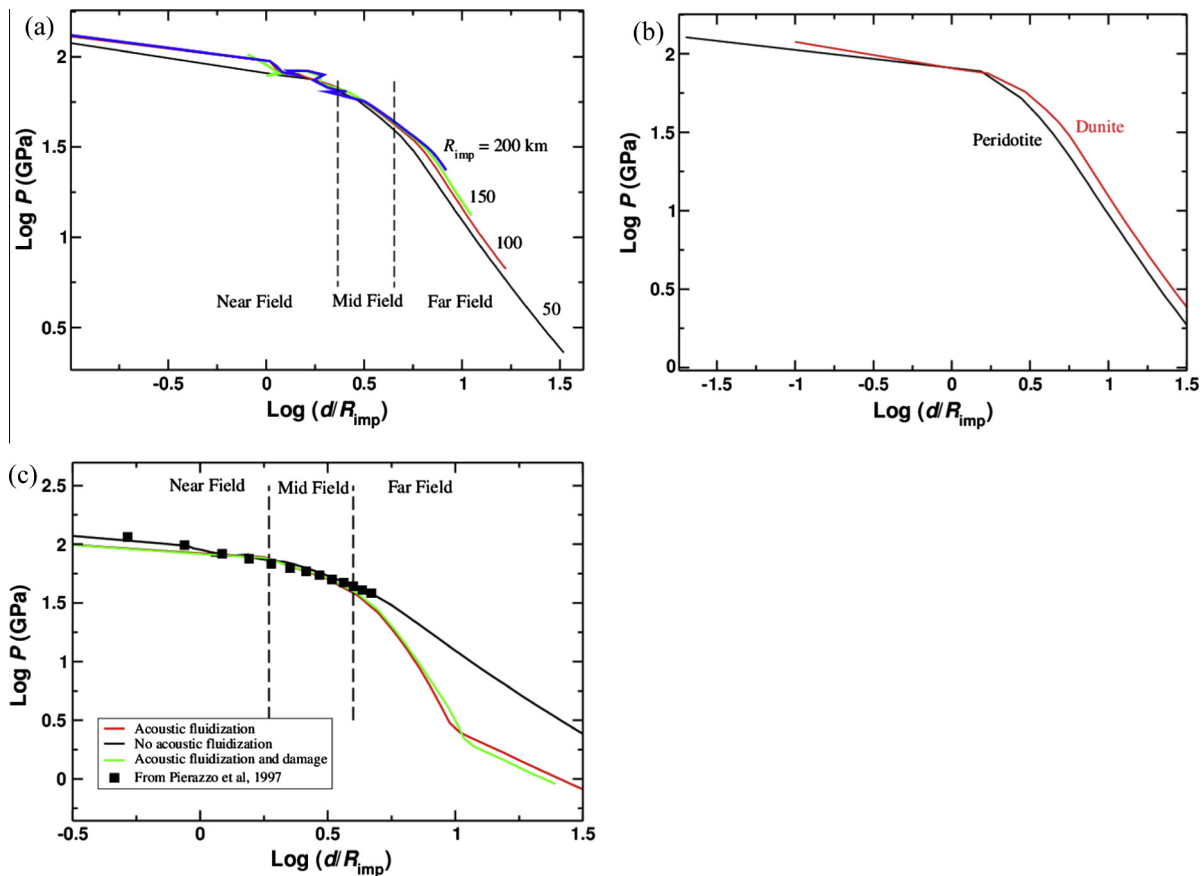 (a)
Log P (GPa)
2
1.5
1
0.5
R_imp = 200 km
150
100
50
Near Field
Mid Field
Far Field
-0.5
0
0.5
1
1.5
Log (d/R_imp)
(b)
Log P (GPa)
2
1.5
1
0.5
0
Dunite
Peridotite
-1.5
-1
-0.5
0
0.5
1
1.5
Log (d/R_imp)
(c)
Log P (GPa)
2.5
2
1.5
1
0.5
0
Near Field
Mid Field
Far Field
Acoustic fluidization
No acoustic fluidization
Acoustic fluidization and damage
From Pierazzo et al, 1997
-0.5
0
0.5
1
1.5
Log (d/R_imp)